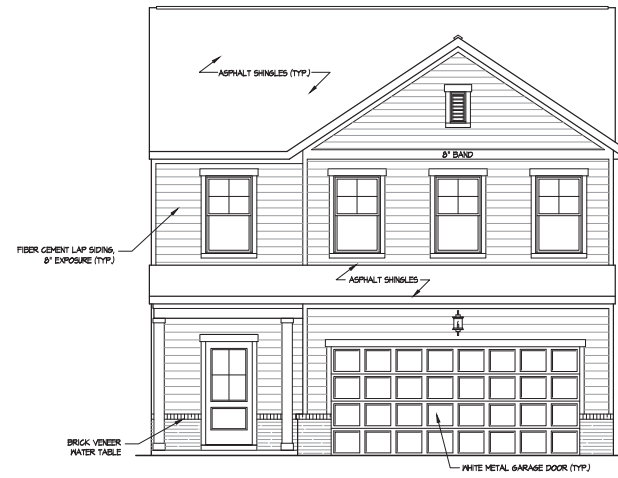 ASPHALT SHINGLES (TYP.)
8" BAND
FIBER CEMENT LAP SIDING,
8" EXPOSURE (TYP.)
ASPHALT SHINGLES
BRICK VENEER
WATER TABLE
WHITE METAL GARAGE DOOR (TYP.)